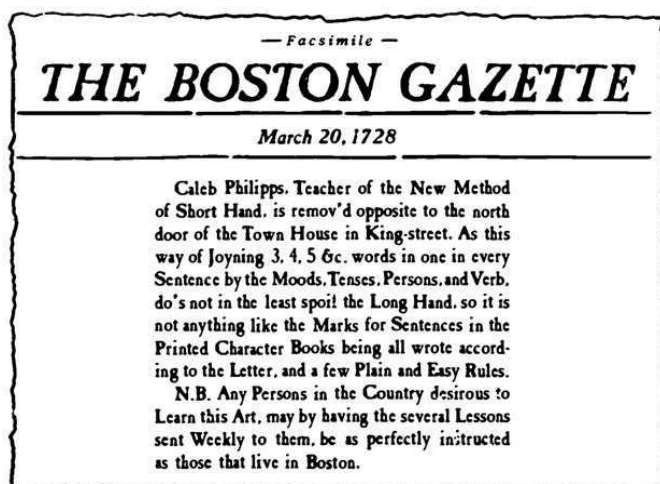 — Facsimile —
THE BOSTON GAZETTE
March 20, 1728
Caleb Philipps, Teacher of the New Method
of Short Hand, is remov'd opposite to the north
door of the Town House in King-street. As this
way of Joyning 3, 4, 5 &c. words in one in every
Sentence by the Moods, Tenses, Persons, and Verb,
do's not in the least spoil the Long Hand, so it is
not anything like the Marks for Sentences in the
Printed Character Books being all wrote accord-
ing to the Letter, and a few Plain and Easy Rules.
N.B. Any Persons in the Country desirous to
Learn this Art, may by having the several Lessons
sent Weekly to them, be as perfectly instructed
as those that live in Boston.